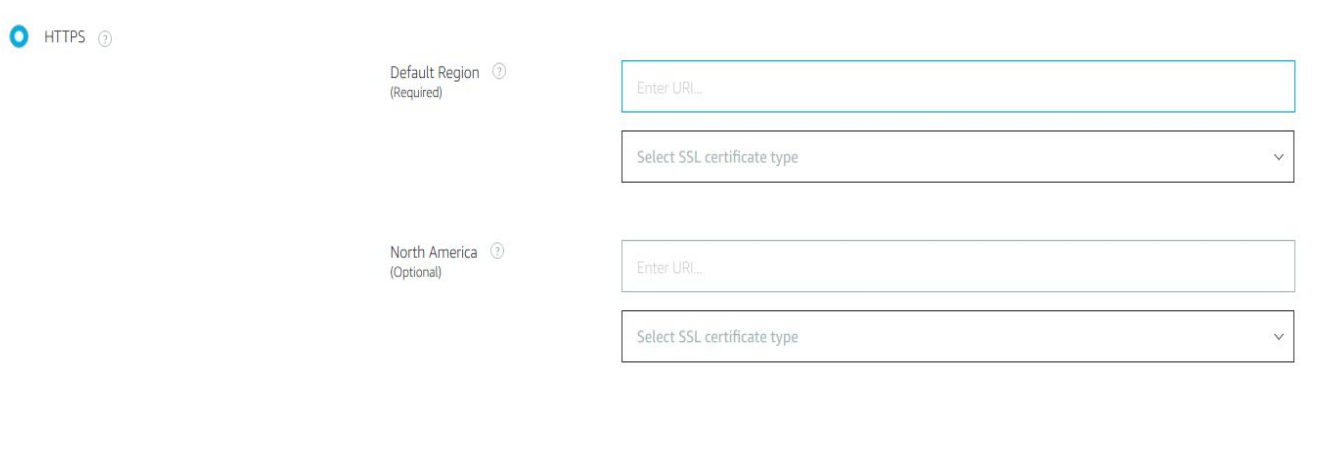 HTTPS ?
Default Region ?
(Required)
Enter URI...
Select SSL certificate type
North America ?
(Optional)
Enter URI...
Select SSL certificate type